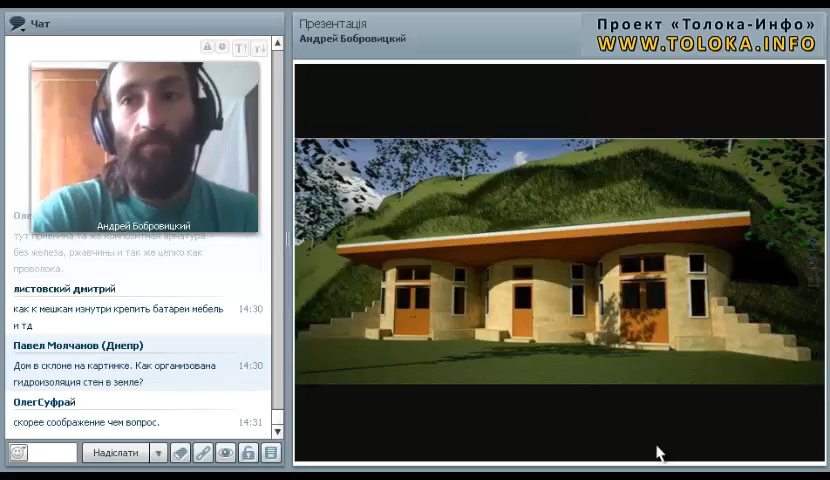 Чат
Презентація
Андрей Бобровицкий
Проект «Толока-Инфо»
WWW.TOLOKA.INFO
Андрей Бобровицкий
тут применима та же композитная арматура -
без железа, ржавчины и так же цепко как
проволока.
листовский дмитрий
как к мешкам изнутри крепить батареи мебель 14:30
и тд
Павел Молчанов (Днепр)
Дом в склоне на картинке. Как организована 14:30
гидроизоляция стен в земле?
ОлегСуфрай
скорее соображение чем вопрос. 14:31
Надіслати